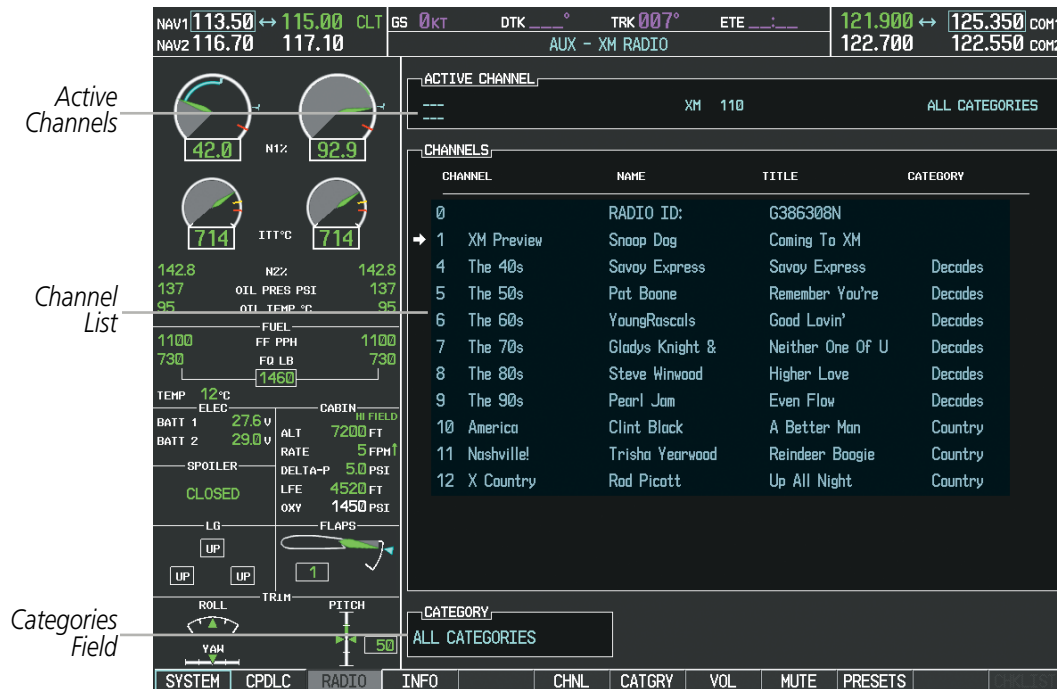 NAV1 113.50 ↔ 115.00 CLT GS 0KT DTK ___° TRK 007° ETE __:__ 121.900 ↔ 125.350 COM1
NAV2 116.70 117.10 AUX - XM RADIO 122.700 122.550 COM2
Active
Channels
ACTIVE CHANNEL
---
---
XM 110 ALL CATEGORIES
42.0 N1% 92.9
714 ITT°C 714
142.8 N2% 142.8
137 OIL PRES PSI 137
95 OIL TEMP °C 95
FUEL
1100 FF PPH 1100
730 FQ LB 730
1460
TEMP 12°C
ELEC
BATT 1 27.6 V
BATT 2 29.0 V
CABIN
HI FIELD
ALT 7200 FT
RATE 5 FPM↑
DELTA-P 5.0 PSI
LFE 4520 FT
OXY 1450 PSI
SPOILER
CLOSED
LG
UP
UP UP
FLAPS
1
TRIM
ROLL PITCH
YAW 50
Channel
List
CHANNELS
CHANNEL NAME TITLE CATEGORY
0 RADIO ID: G386308N
1 XM Preview Snoop Dog Coming To XM
4 The 40s Savoy Express Savoy Express Decades
5 The 50s Pat Boone Remember You're Decades
6 The 60s YoungRascals Good Lovin' Decades
7 The 70s Gladys Knight & Neither One Of U Decades
8 The 80s Steve Winwood Higher Love Decades
9 The 90s Pearl Jam Even Flow Decades
10 America Clint Black A Better Man Country
11 Nashville! Trisha Yearwood Reindeer Boogie Country
12 X Country Rod Picott Up All Night Country
Categories
Field
CATEGORY
ALL CATEGORIES
SYSTEM CPDLC RADIO INFO CHNL CATGRY VOL MUTE PRESETS CHKLIST